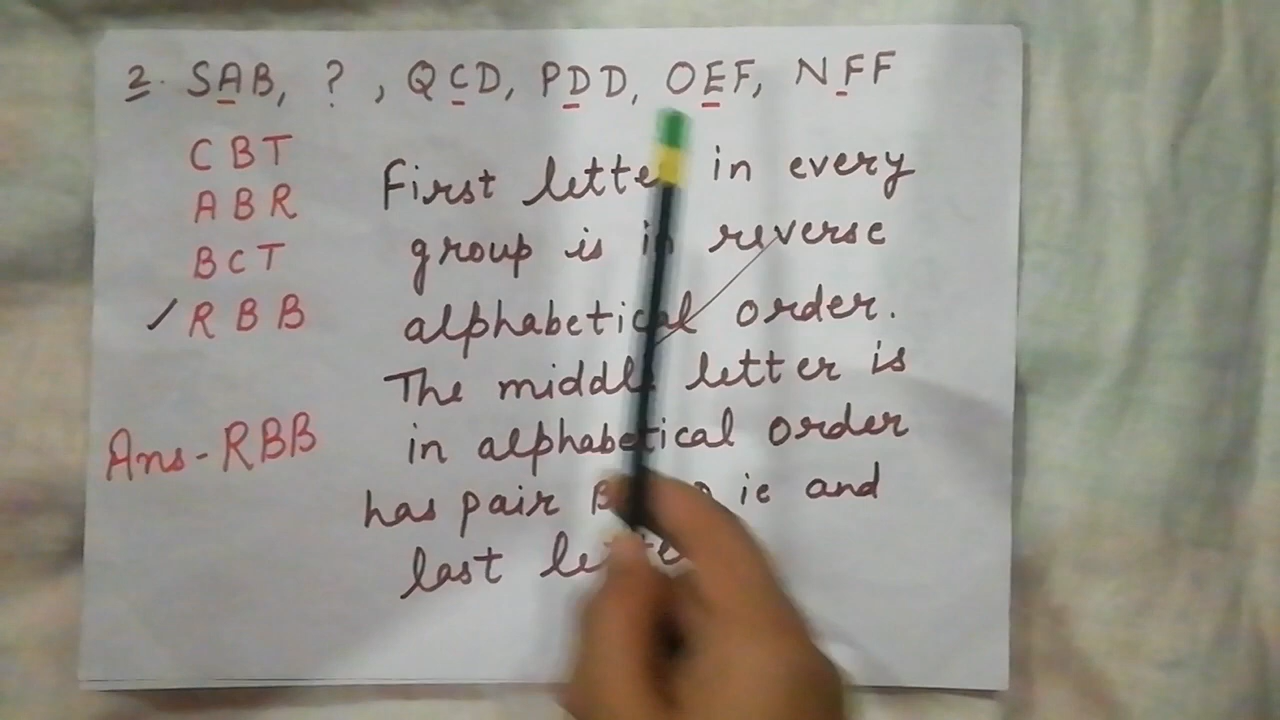 2. SAB, ?, QCD, PDD, OEF, NFF
CBT
ABR
BCT
✓ RBB
Ans-RBB
First letter in every
group is in reverse
alphabetical order.
The middle letter is
in alphabetical order
has pair ie and
last